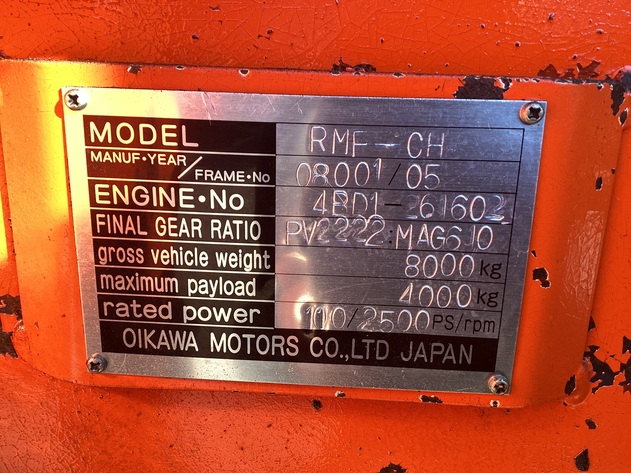 MODEL RMF-CH
MANUF·YEAR/FRAME·No 08001/05
ENGINE·No 4BD1-261602
FINAL GEAR RATIO PV2222:MAG6J0
gross vehicle weight 8000kg
maximum payload 4000kg
rated power 110/2500PS/rpm
OIKAWA MOTORS CO.,LTD JAPAN